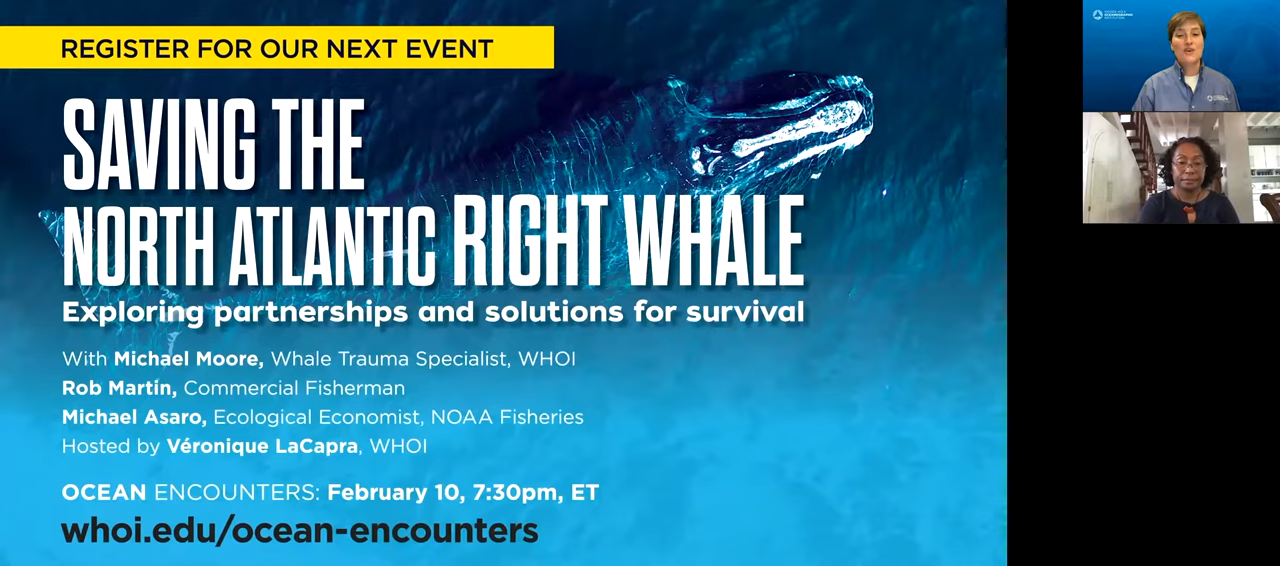 REGISTER FOR OUR NEXT EVENT
SAVING THE
NORTH ATLANTIC RIGHT WHALE
Exploring partnerships and solutions for survival
With Michael Moore, Whale Trauma Specialist, WHOI
Rob Martin, Commercial Fisherman
Michael Asaro, Ecological Economist, NOAA Fisheries
Hosted by Véronique LaCapra, WHOI
OCEAN ENCOUNTERS: February 10, 7:30pm, ET
whoi.edu/ocean-encounters